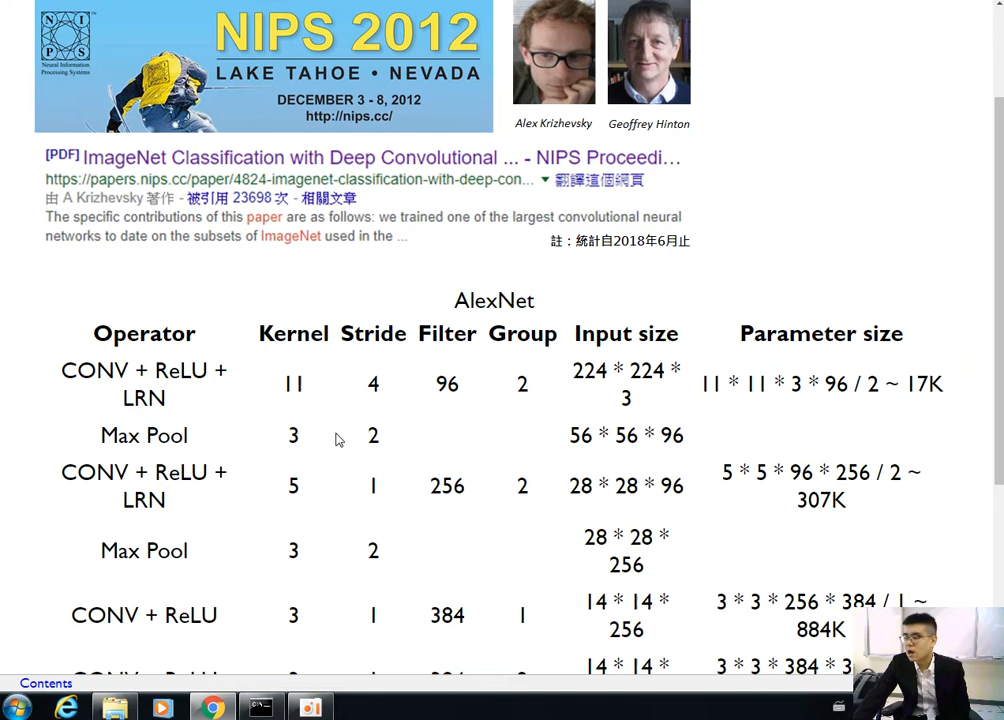 N I
P S
Neural Information
Processing Systems
NIPS 2012
LAKE TAHOE • NEVADA
DECEMBER 3 - 8, 2012
http://nips.cc/
Alex Krizhevsky Geoffrey Hinton
[PDF] ImageNet Classification with Deep Convolutional ... - NIPS Proceedi...
https://papers.nips.cc/paper/4824-imagenet-classification-with-deep-con... ▼ 翻譯這個網頁
由 A Krizhevsky 著作 - 被引用 23698 次 - 相關文章
The specific contributions of this paper are as follows: we trained one of the largest convolutional neural
networks to date on the subsets of ImageNet used in the ...
註：統計自2018年6月止
AlexNet
Operator Kernel Stride Filter Group Input size Parameter size
CONV + ReLU + LRN 11 4 96 2 224 * 224 * 3 11 * 11 * 3 * 96 / 2 ~ 17K
Max Pool 3 2 56 * 56 * 96
CONV + ReLU + LRN 5 1 256 2 28 * 28 * 96 5 * 5 * 96 * 256 / 2 ~ 307K
Max Pool 3 2 28 * 28 * 256
CONV + ReLU 3 1 384 1 14 * 14 * 256 3 * 3 * 256 * 384 / 1 ~ 884K
14 * 14 * 3 * 3 * 384 * 3
Contents